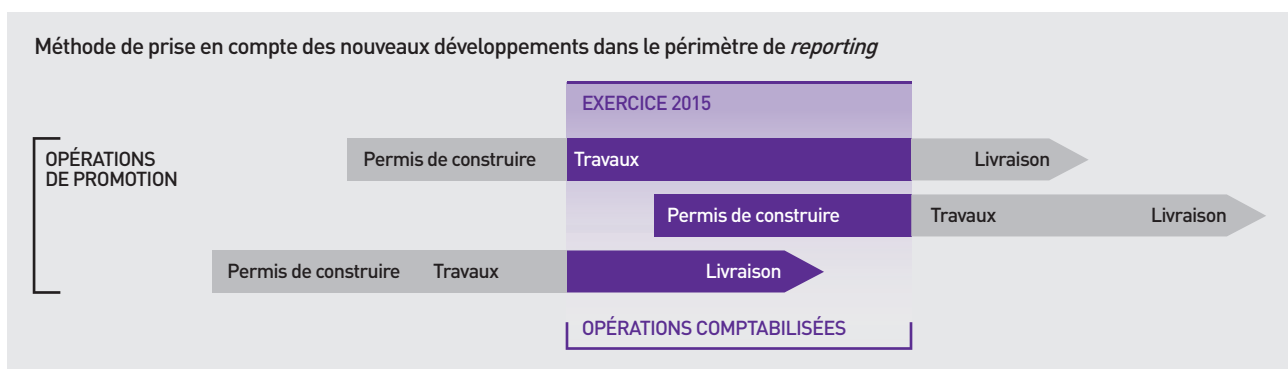 Méthode de prise en compte des nouveaux développements dans le périmètre de reporting
EXERCICE 2015
OPÉRATIONS
DE PROMOTION
Permis de construire Travaux Livraison
Permis de construire Travaux Livraison
Permis de construire Travaux Livraison
OPÉRATIONS COMPTABILISÉES